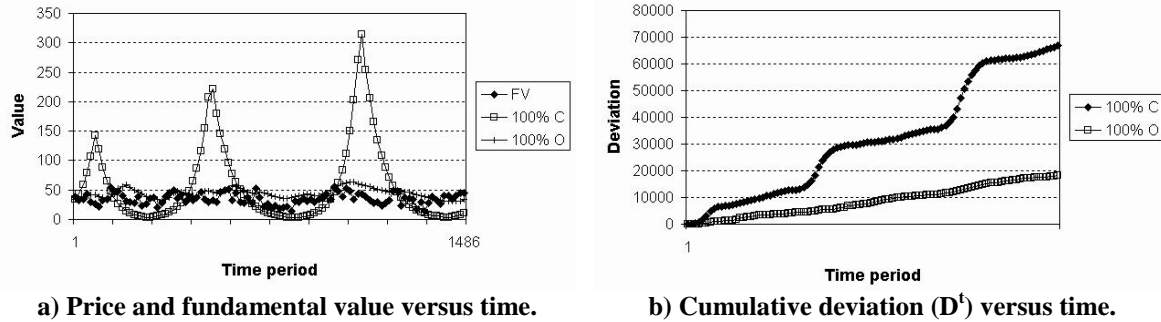 350
300
250
200
150
100
50
0
Value
1
1486
Time period
FV
100% C
100% O
a) Price and fundamental value versus time.
80000
70000
60000
50000
40000
30000
20000
10000
0
Deviation
1
Time period
100% C
100% O
b) Cumulative deviation (Dᵗ) versus time.